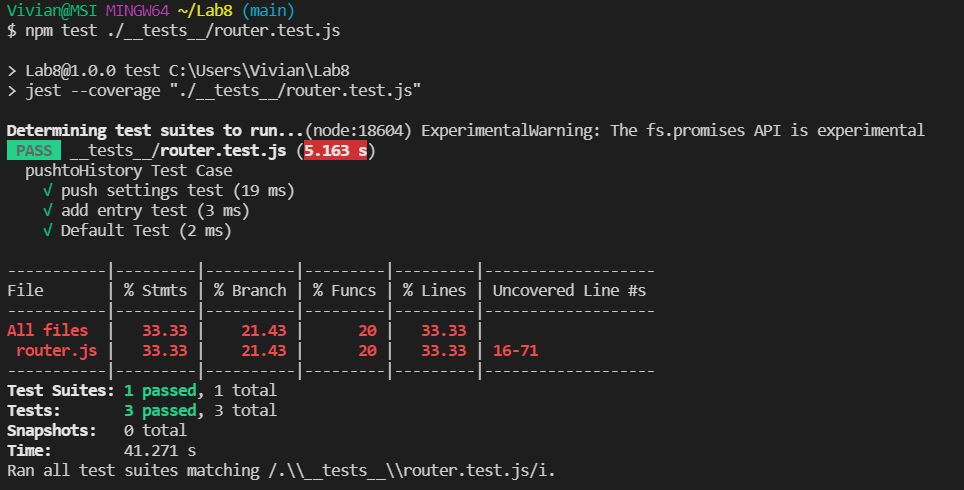 Vivian@MSI MINGW64 ~/Lab8 (main)
$ npm test ./__tests__/router.test.js
> Lab8@1.0.0 test C:\Users\Vivian\Lab8
> jest --coverage "./__tests__/router.test.js"
Determining test suites to run...(node:18604) ExperimentalWarning: The fs.promises API is experimental
PASS __tests__/router.test.js (5.163 s)
pushtoHistory Test Case
√ push settings test (19 ms)
√ add entry test (3 ms)
√ Default Test (2 ms)
-----------|---------|----------|---------|---------|-------------------
File       | % Stmts | % Branch | % Funcs | % Lines | Uncovered Line #s
-----------|---------|----------|---------|---------|-------------------
All files  |   33.33 |    21.43 |      20 |   33.33 |
 router.js |   33.33 |    21.43 |      20 |   33.33 | 16-71
-----------|---------|----------|---------|---------|-------------------
Test Suites: 1 passed, 1 total
Tests:       3 passed, 3 total
Snapshots:   0 total
Time:        41.271 s
Ran all test suites matching /.\\__tests__\\router.test.js/i.